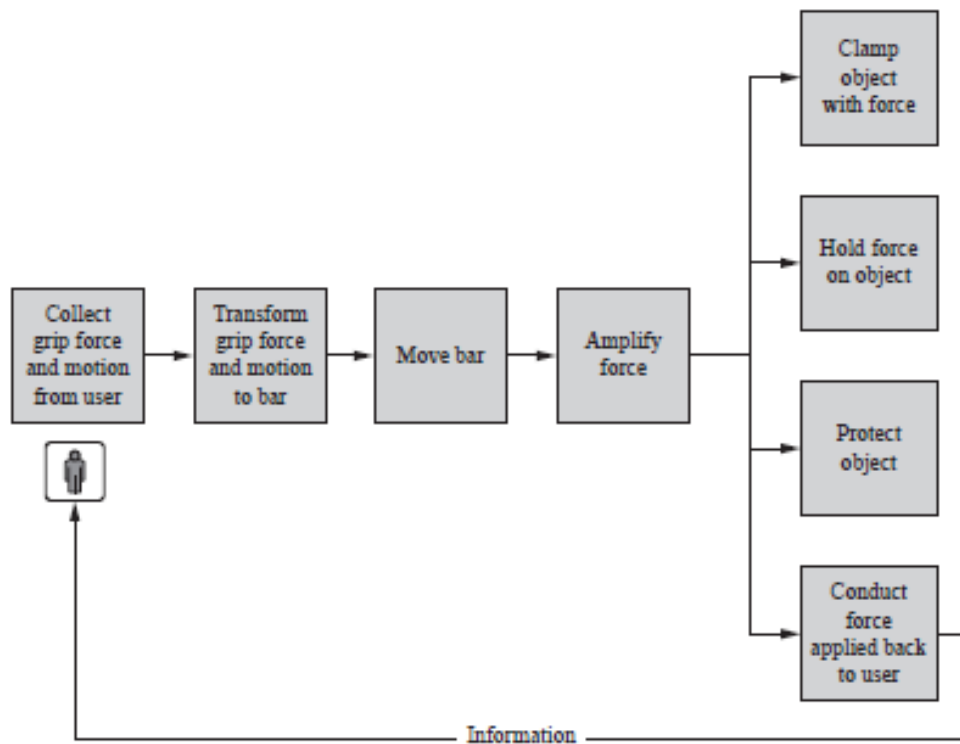 Clamp
object
with force
Hold force
on object
Collect
grip force
and motion
from user
Transform
grip force
and motion
to bar
Move bar
Amplify
force
Protect
object
Conduct
force
applied back
to user
Information